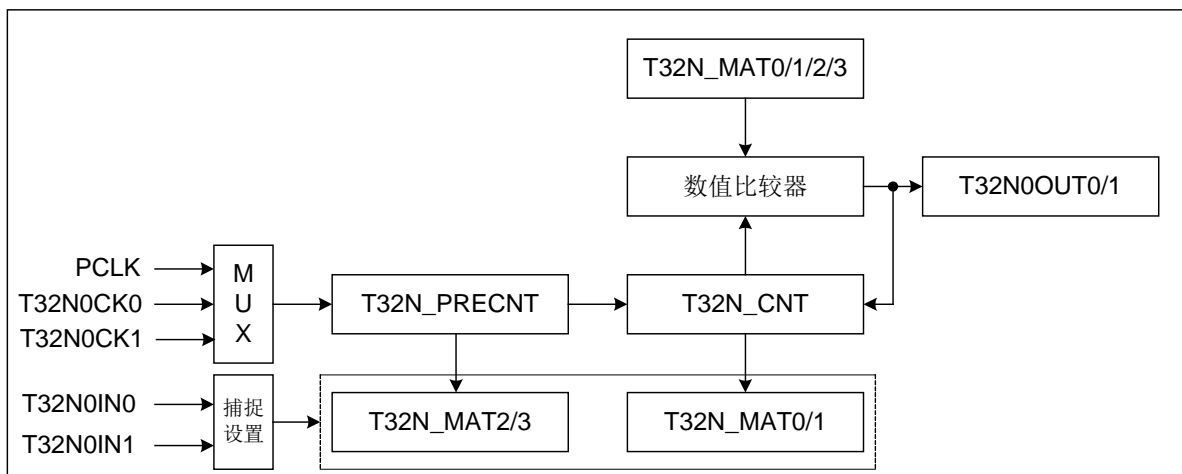 T32N_MAT0/1/2/3
数值比较器
T32N0OUT0/1
PCLK
T32N0CK0
T32N0CK1
M
U
X
T32N_PRECNT
T32N_CNT
T32N0IN0
T32N0IN1
捕捉
设置
T32N_MAT2/3
T32N_MAT0/1